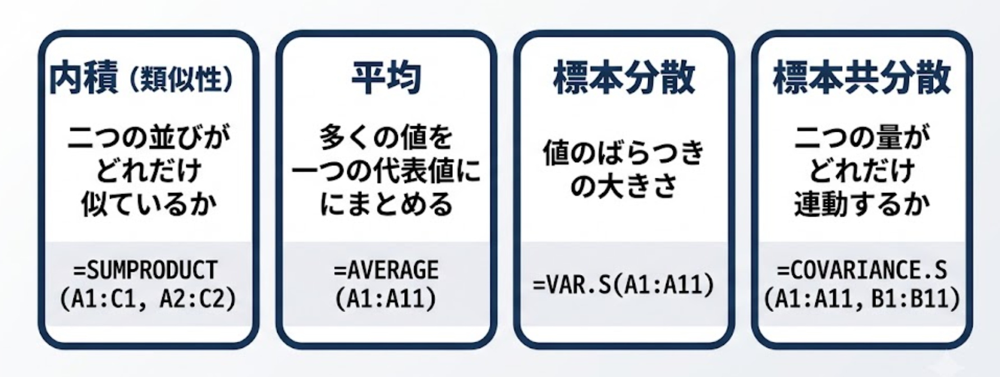 内積（類似性）
二つの並びが
どれだけ
似ているか
=SUMPRODUCT
(A1:C1, A2:C2)
平均
多くの値を
一つの代表値に
にまとめる
=AVERAGE
(A1:A11)
標本分散
値のばらつき
の大きさ
=VAR.S(A1:A11)
標本共分散
二つの量が
どれだけ
連動するか
=COVARIANCE.S
(A1:A11, B1:B11)